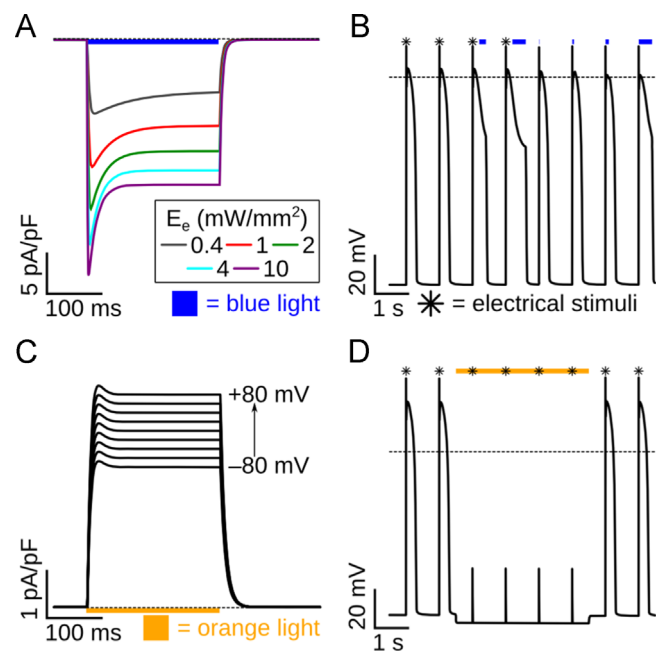 A
E_e (mW/mm²)
0.4 1 2
4 10
5 pA/pF
100 ms
= blue light
B
20 mV
1 s
= electrical stimuli
C
+80 mV
–80 mV
1 pA/pF
100 ms
= orange light
D
20 mV
1 s